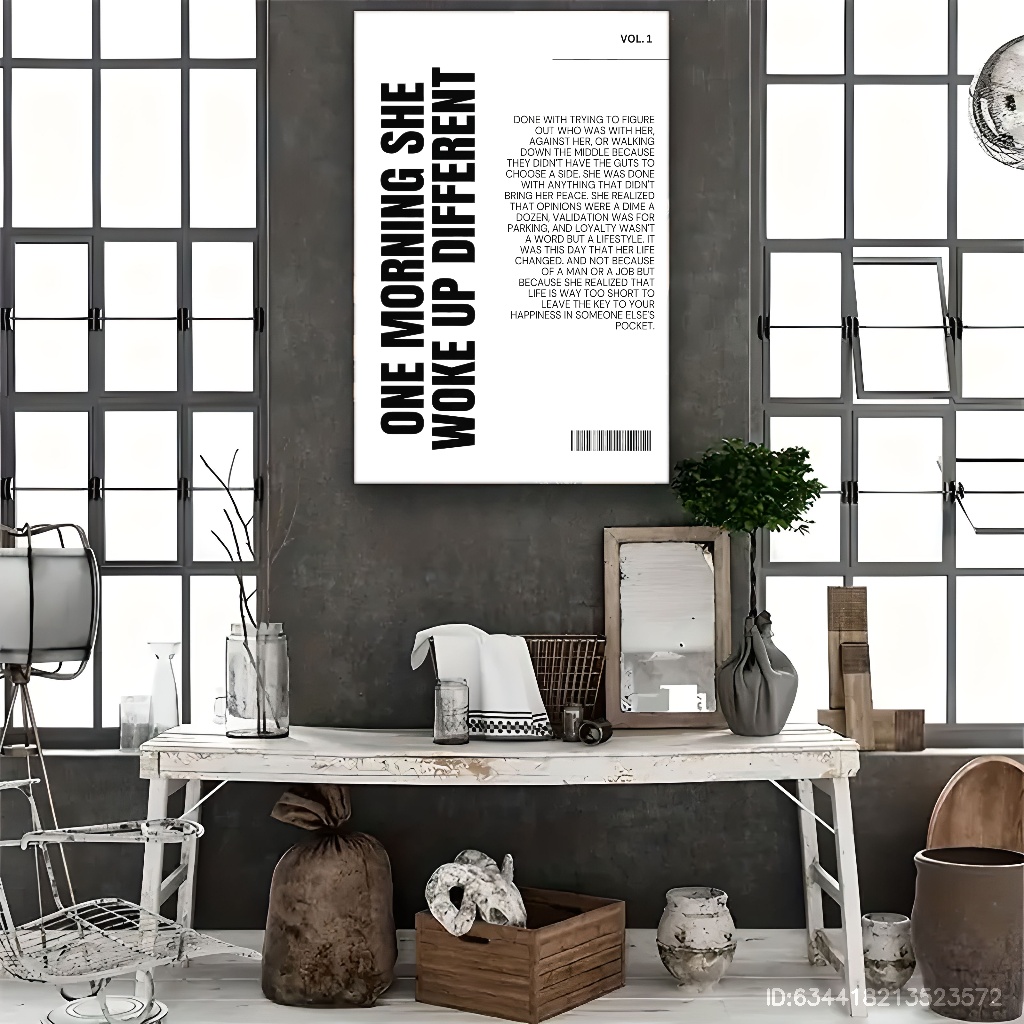 VOL. 1
ONE MORNING SHE
WOKE UP DIFFERENT
DONE WITH TRYING TO FIGURE
OUT WHO WAS WITH HER,
AGAINST HER, OR WALKING
DOWN THE MIDDLE BECAUSE
THEY DIDN'T HAVE THE GUTS TO
CHOOSE A SIDE. SHE WAS DONE
WITH ANYTHING THAT DIDN'T
BRING HER PEACE. SHE REALIZED
THAT OPINIONS WERE A DIME A
DOZEN, VALIDATION WAS FOR
PARKING, AND LOYALTY WASN'T
A WORD BUT A LIFESTYLE. IT
WAS THIS DAY THAT HER LIFE
CHANGED. AND NOT BECAUSE
OF A MAN OR A JOB BUT
BECAUSE SHE REALIZED THAT
LIFE IS WAY TOO SHORT TO
LEAVE THE KEY TO YOUR
HAPPINESS IN SOMEONE ELSE'S
POCKET.
ID:634418213523572